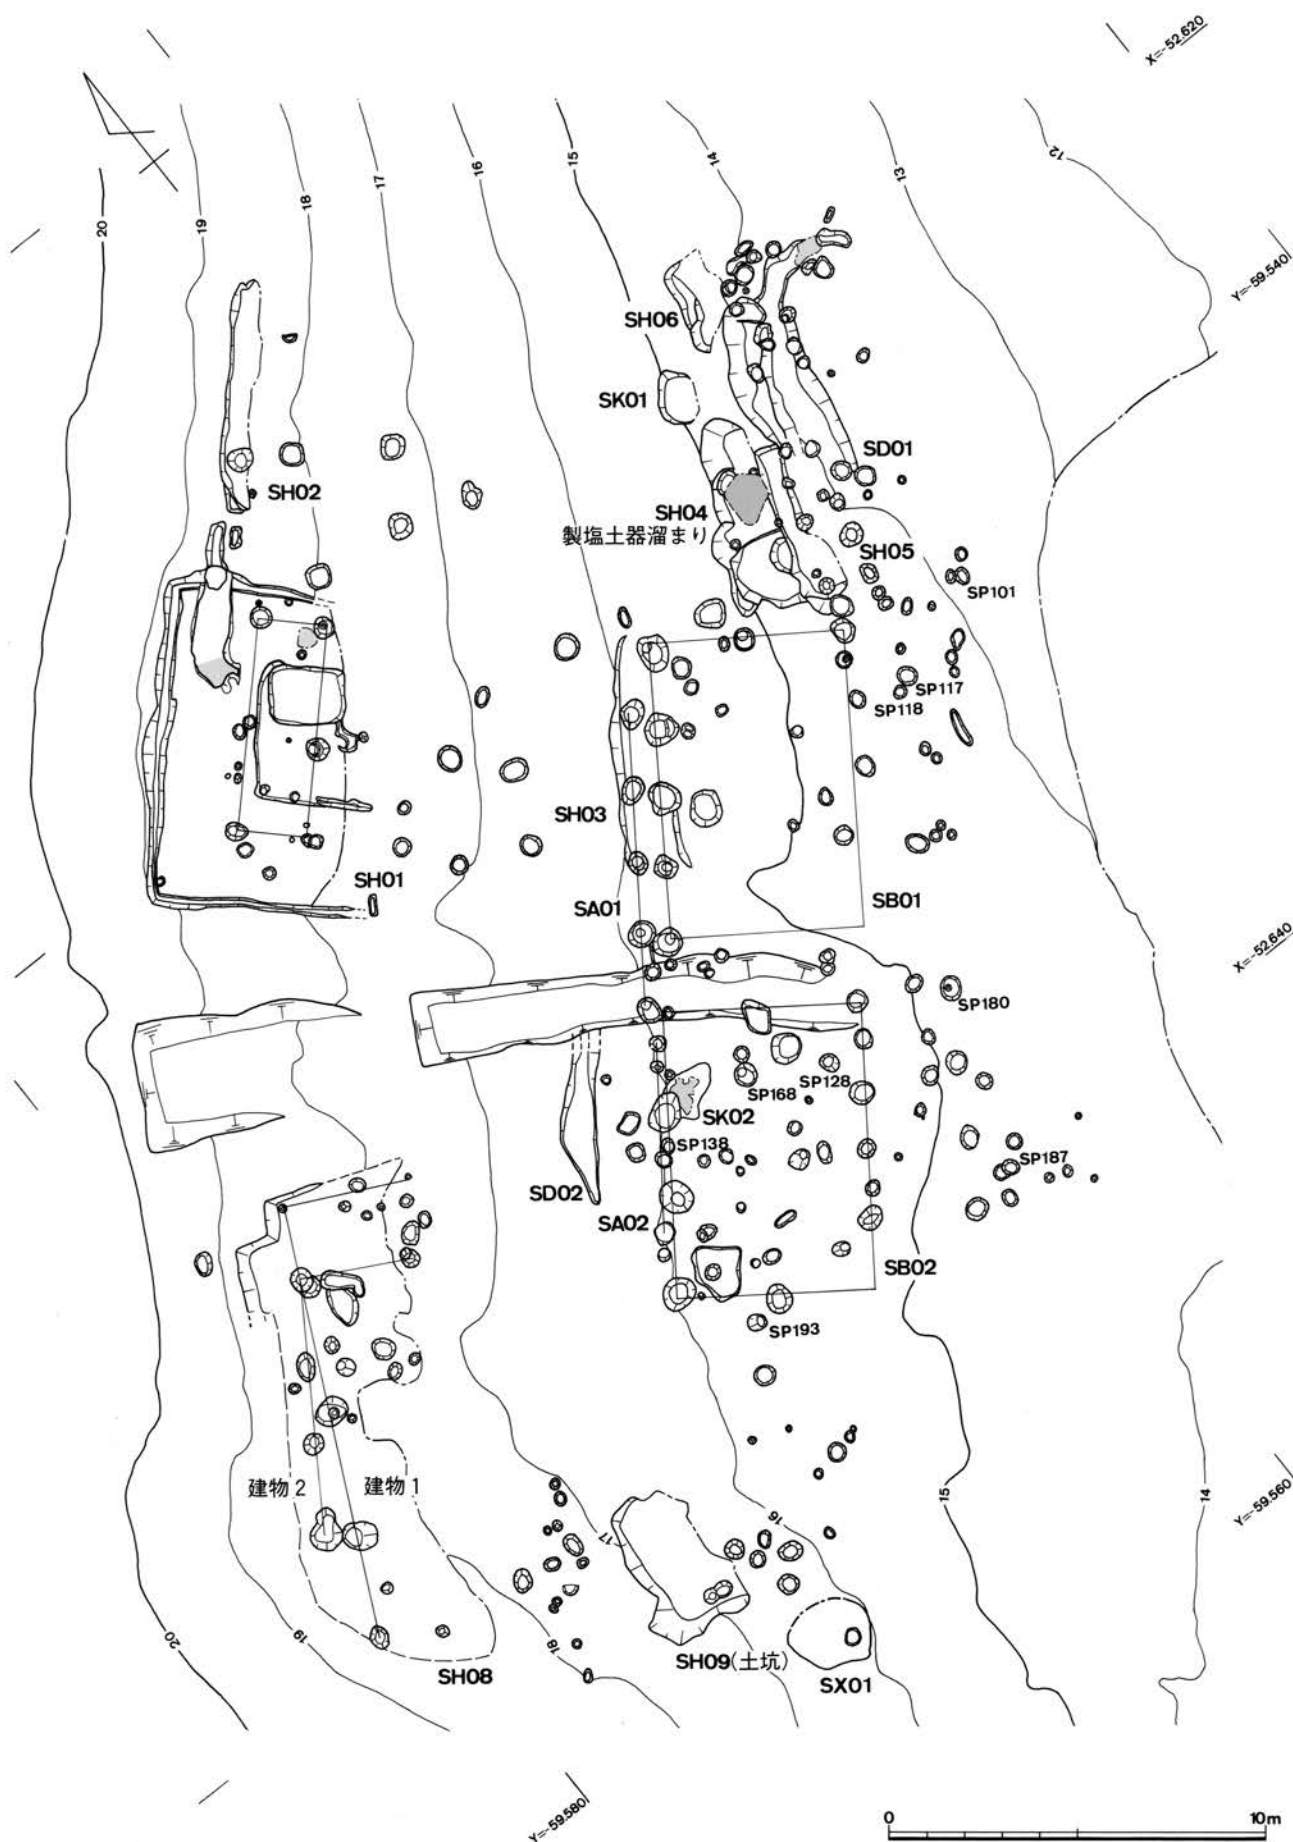 X=-52.620
12
14
13
15
16
17
18
19
20
Y=-59.540
SH06
SK01
SD01
SH02
SH04
製塩土器溜まり
SH05
SP101
SP117
SP118
SH03
SH01
SA01
SB01
X=-52.640
SP180
SP168
SP128
SK02
SP138
SP187
SD02
SA02
SB02
SP193
建物2
建物1
15
14
Y=-59.560
16
17
20
19
18
SH08
SH09(土坑)
SX01
Y=-59.580
0
10m